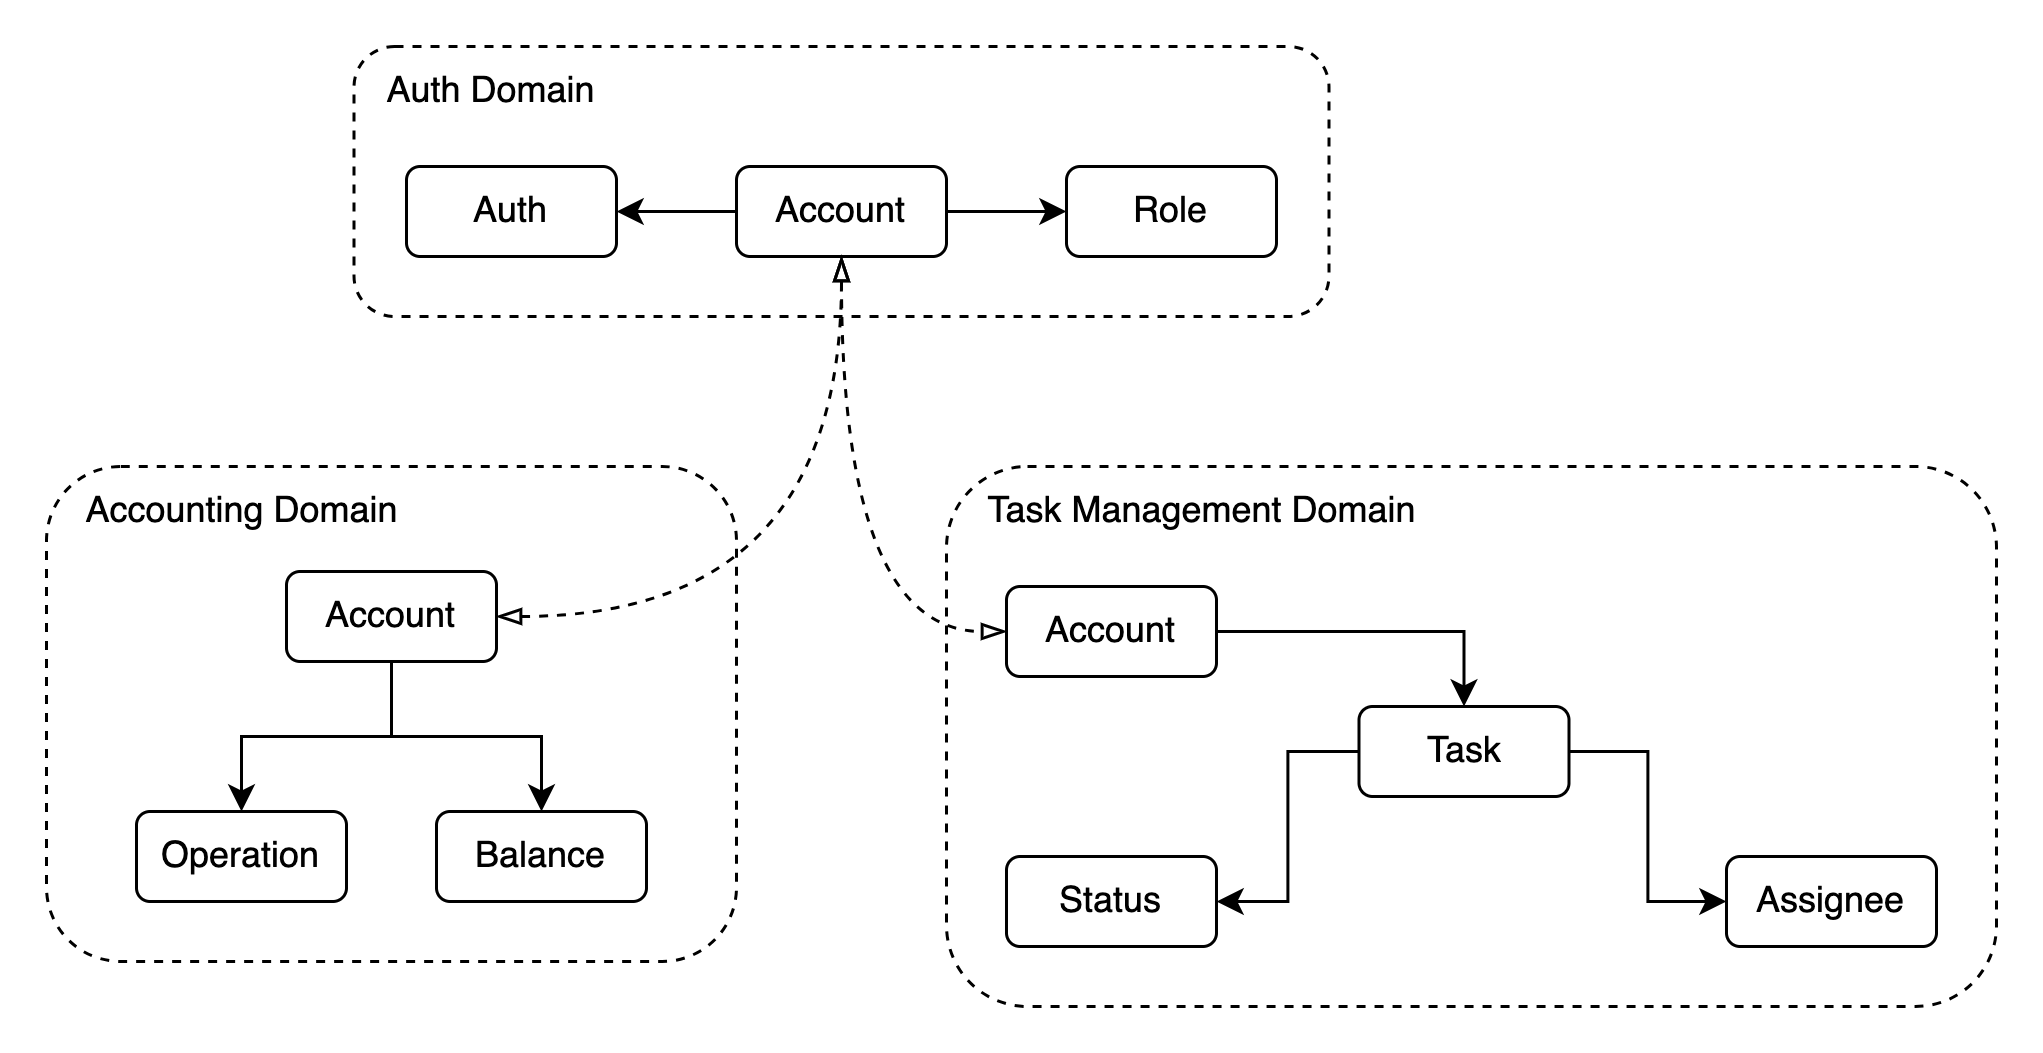 Auth Domain
Auth
Account
Role
Accounting Domain
Account
Operation
Balance
Task Management Domain
Account
Task
Status
Assignee